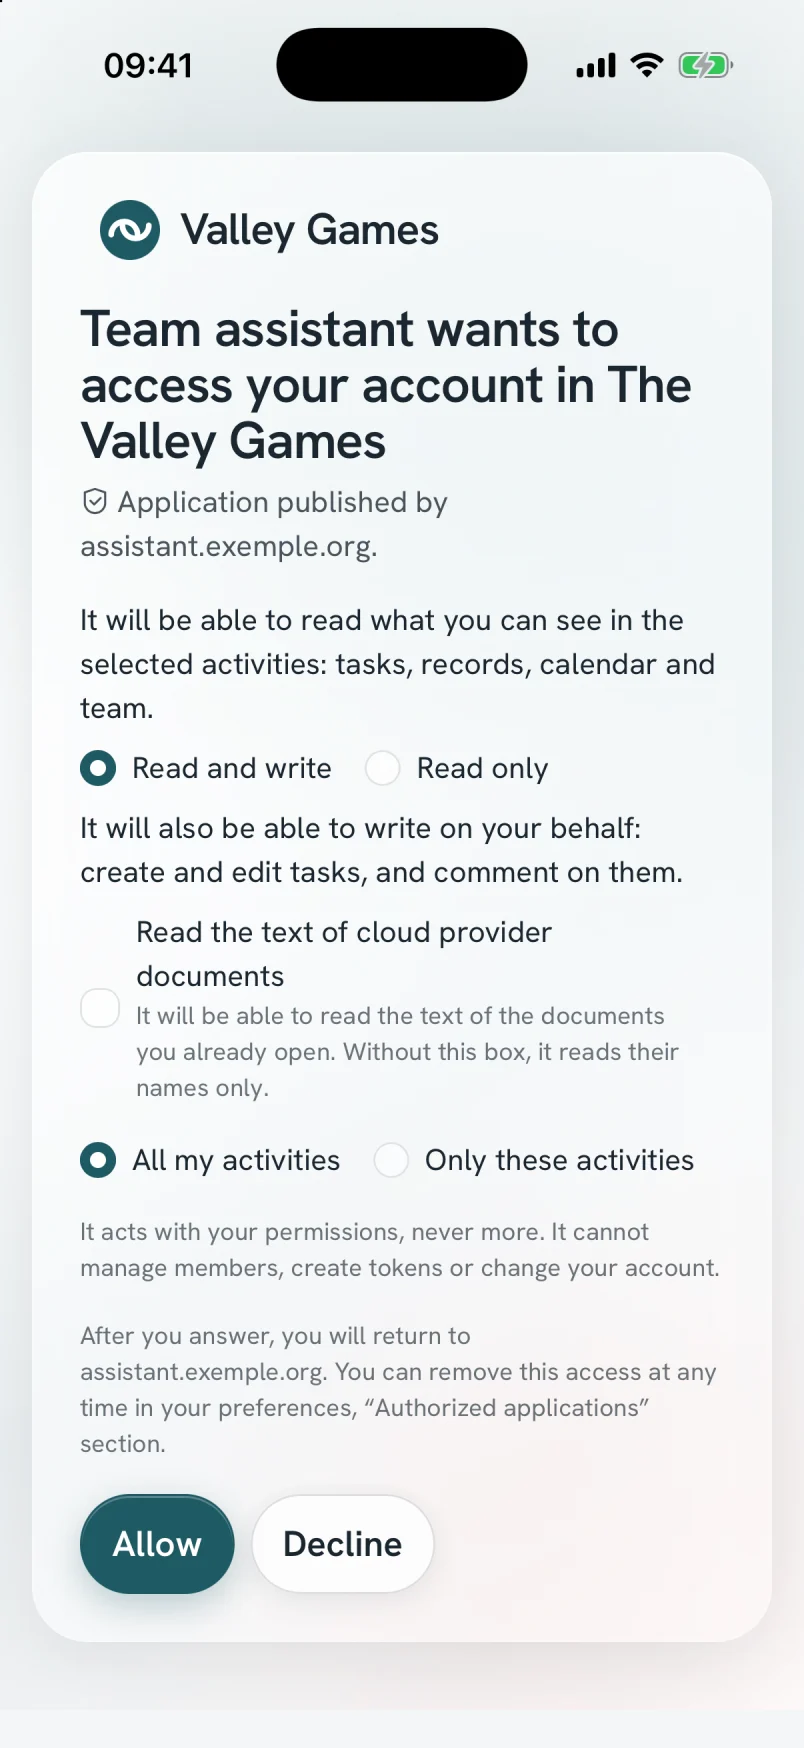 09:41
Valley Games
Team assistant wants to
access your account in The
Valley Games
Application published by
assistant.exemple.org.
It will be able to read what you can see in the
selected activities: tasks, records, calendar and
team.
Read and write Read only
It will also be able to write on your behalf:
create and edit tasks, and comment on them.
Read the text of cloud provider
documents
It will be able to read the text of the documents
you already open. Without this box, it reads their
names only.
All my activities Only these activities
It acts with your permissions, never more. It cannot
manage members, create tokens or change your account.
After you answer, you will return to
assistant.exemple.org. You can remove this access at any
time in your preferences, “Authorized applications”
section.
Allow Decline